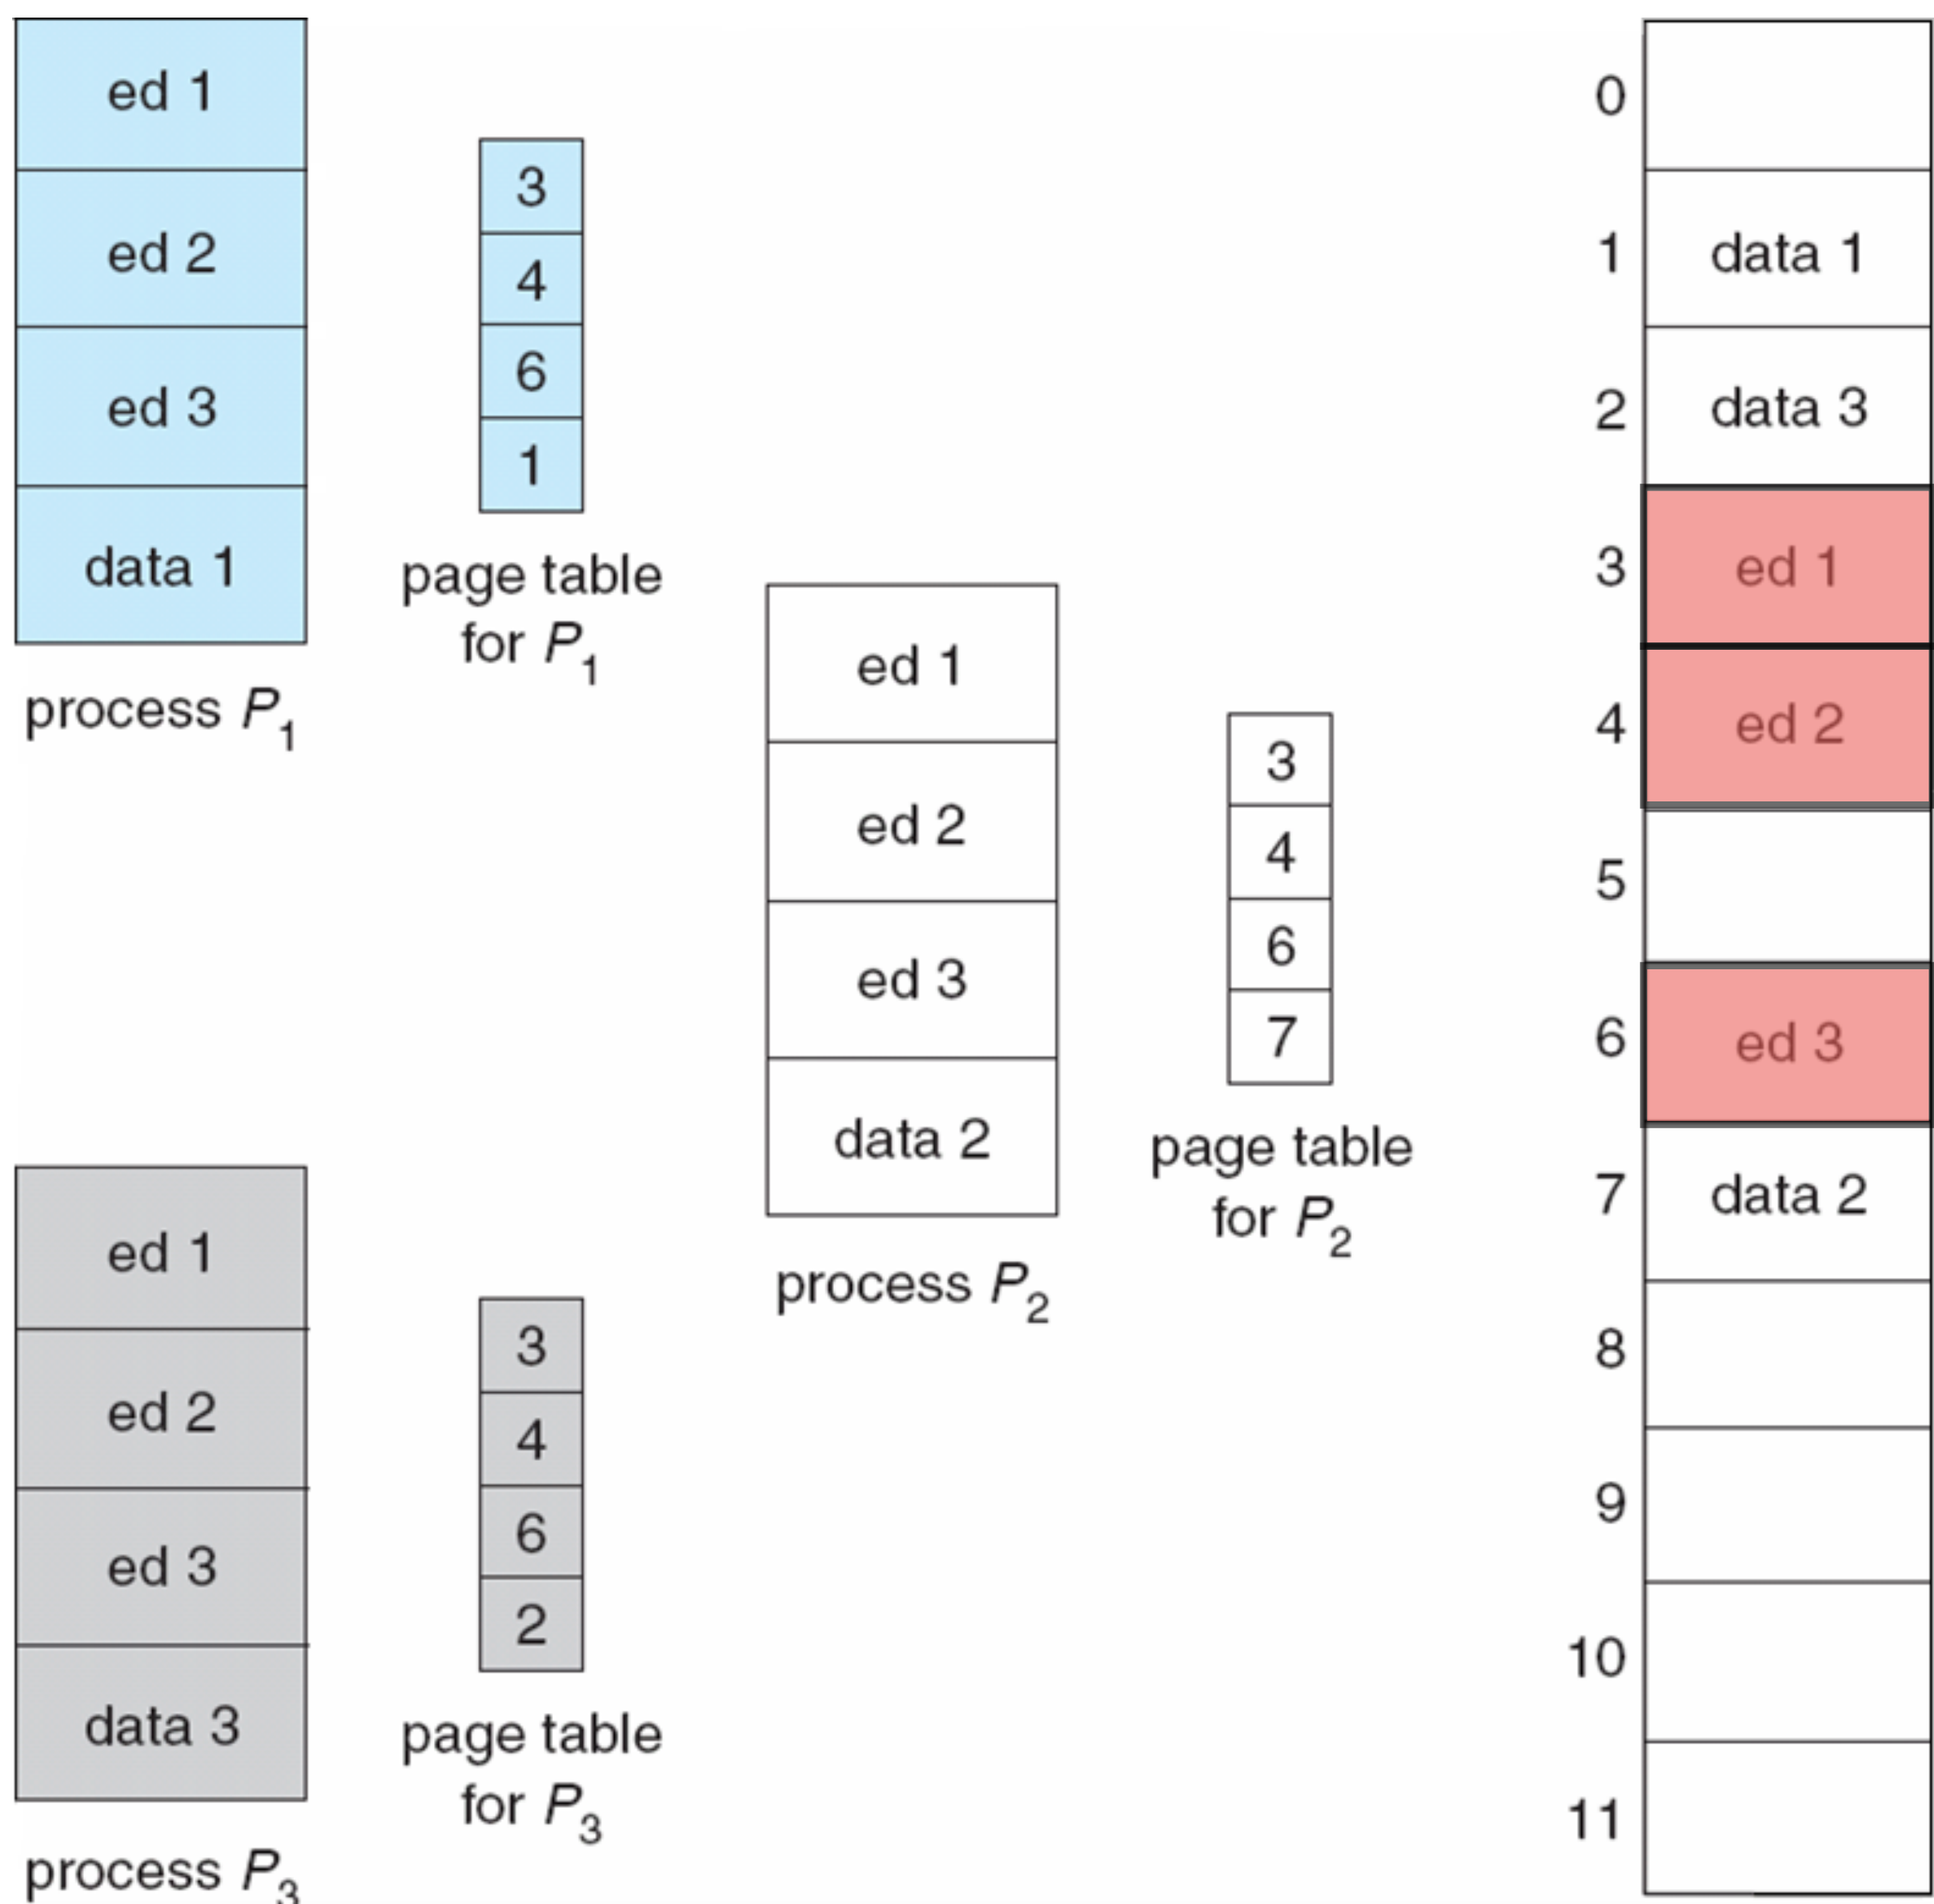 ed 1
ed 2
ed 3
data 1
process P1
3
4
6
1
page table
for P1
ed 1
ed 2
ed 3
data 2
process P2
3
4
6
7
page table
for P2
ed 1
ed 2
ed 3
data 3
process P3
3
4
6
2
page table
for P3
0
1 data 1
2 data 3
3 ed 1
4 ed 2
5
6 ed 3
7 data 2
8
9
10
11